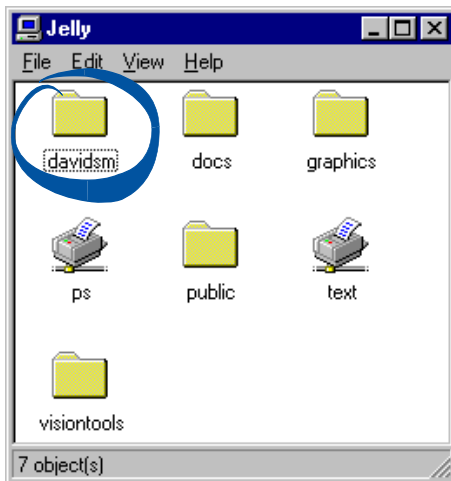 Jelly
File Edit View Help
davidsm docs graphics
ps public text
visiontools
7 object(s)